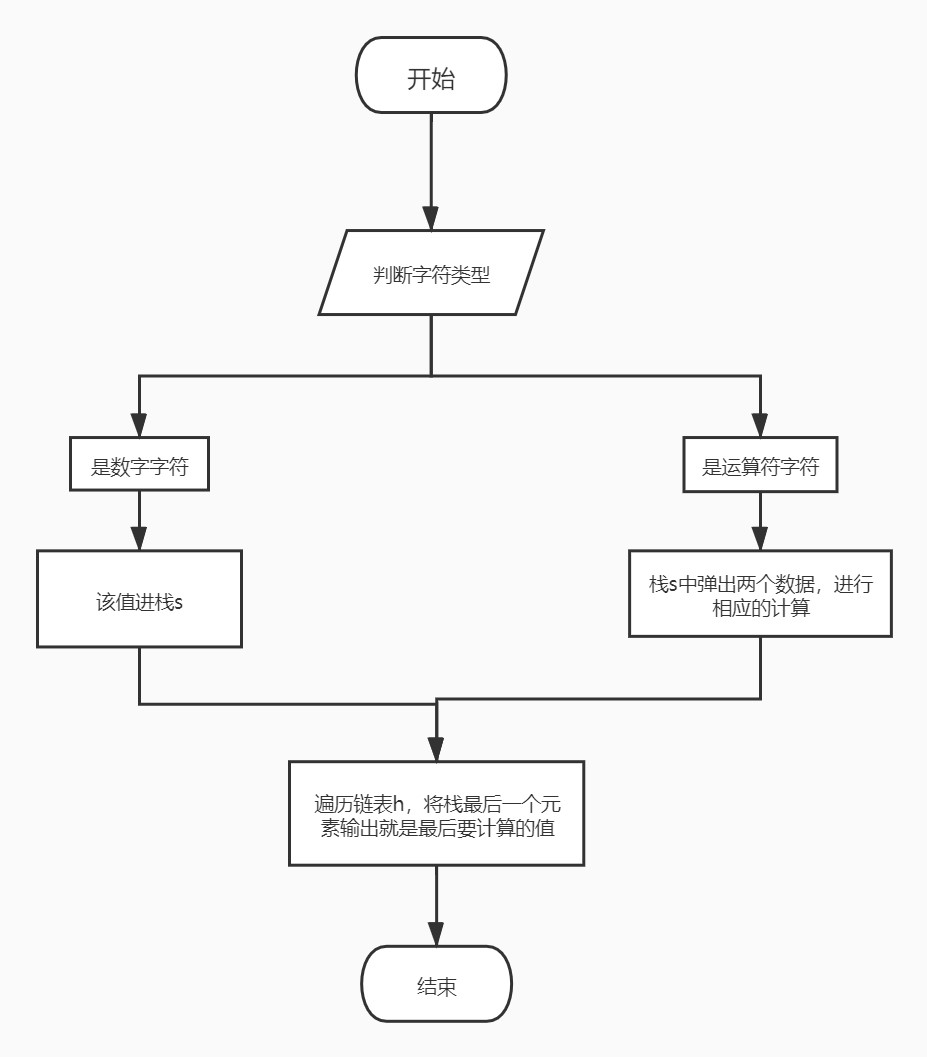 开始
判断字符类型
是数字字符
是运算符字符
该值进栈s
栈s中弹出两个数据，进行
相应的计算
遍历链表h，将栈最后一个元
素输出就是最后要计算的值
结束